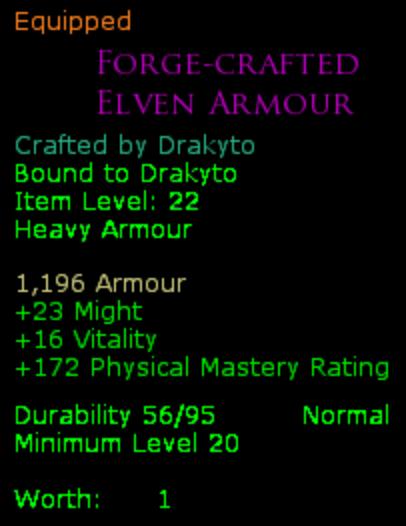 Equipped
Forge-crafted
Elven Armour
Crafted by Drakyto
Bound to Drakyto
Item Level: 22
Heavy Armour
1,196 Armour
+23 Might
+16 Vitality
+172 Physical Mastery Rating
Durability 56/95 Normal
Minimum Level 20
Worth: 1